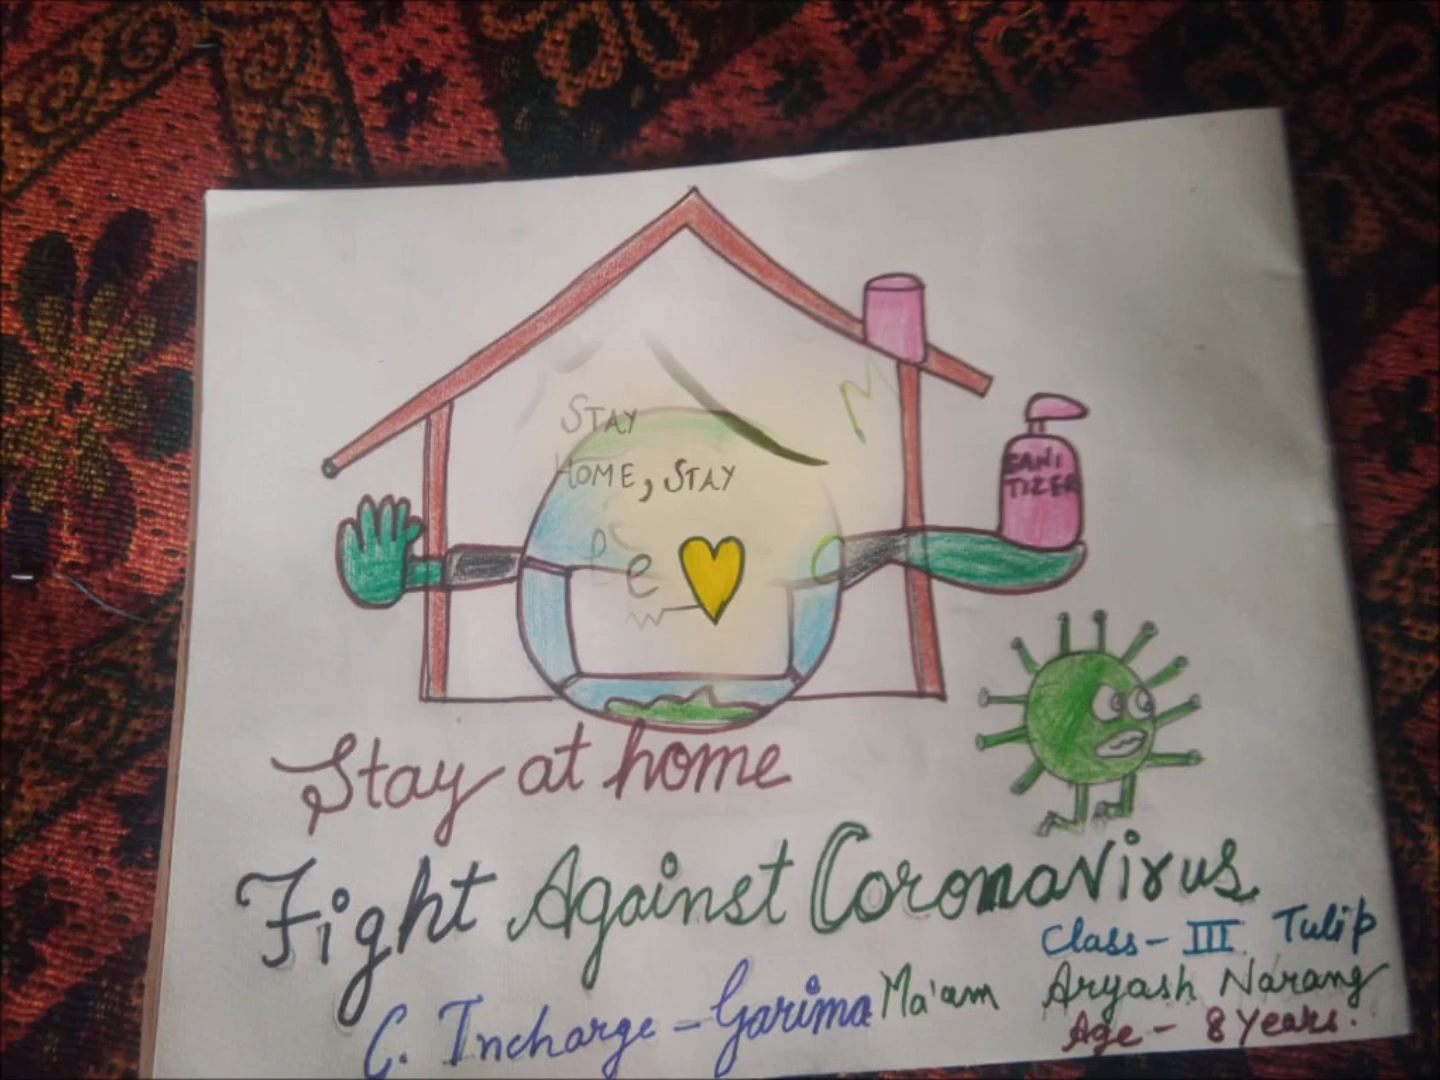 STAY
HOME, STAY
SANI
TIZER
Stay at home
Fight Against Coronavirus
Class - III Tulip
C. Incharge - Garima Ma'am
Aryash Narang
Age - 8 Years.